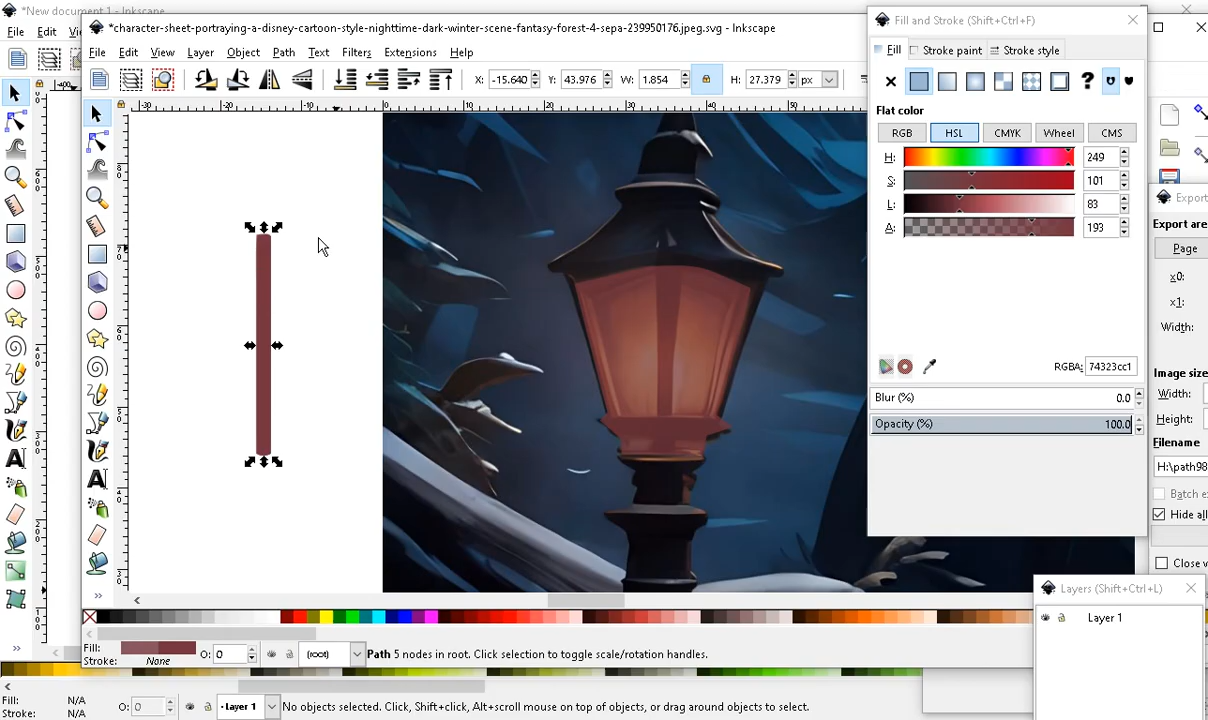 *New document 1 -
*character-sheet-portraying-a-disney-cartoon-style-nighttime-dark-winter-scene-fantasy-forest-4-sepa-239950176.jpeg.svg - Inkscape
File Edit
File Edit View Layer Object Path Text Filters Extensions Help
X: -15.640 Y: 43.976 W: 1.854 H: 27.379 px
Fill and Stroke (Shift+Ctrl+F)
Fill Stroke paint Stroke style
Flat color
RGB HSL CMYK Wheel CMS
H: 249
S: 101
L: 83
A: 193
RGBA: 74323cc1
Blur (%) 0.0
Opacity (%) 100.0
Export
Export are
Page
x0:
x1:
Width:
Image size
Width:
Height:
Filename
H:\path98
Batch e
Hide all
Close v
Layers (Shift+Ctrl+L)
Layer 1
Fill:
Stroke: None
O: 0
(root)
Path 5 nodes in root. Click selection to toggle scale/rotation handles.
Fill: N/A
Stroke: N/A
O: 0
Layer 1
No objects selected. Click, Shift+click, Alt+scroll mouse on top of objects, or drag around objects to select.